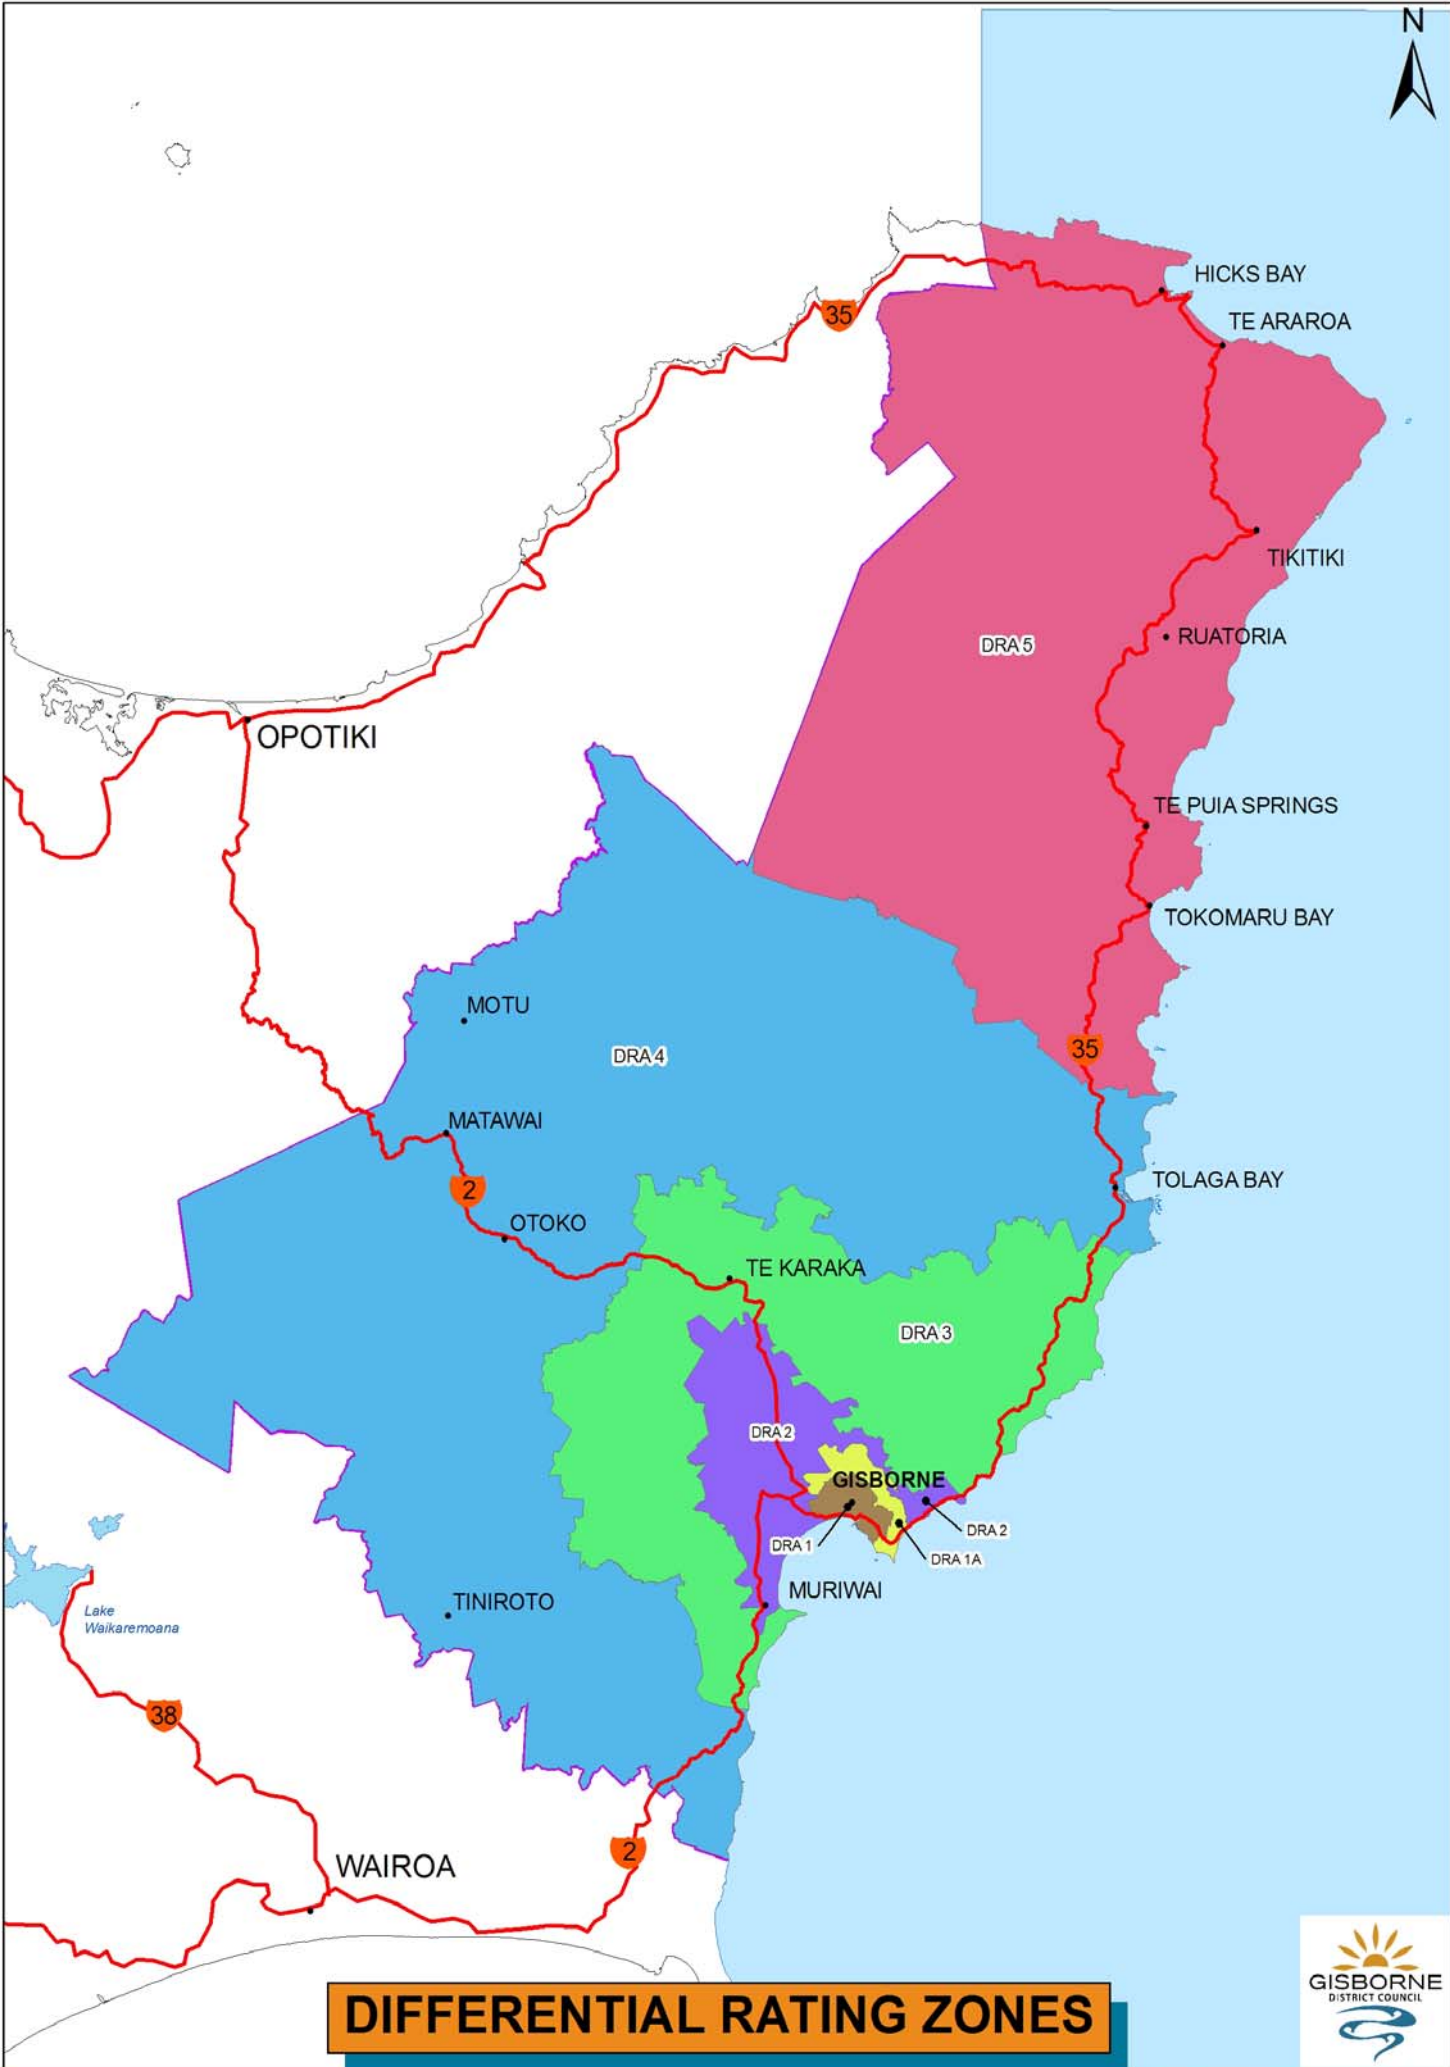 N
HICKS BAY
35
TE ARAROA
TIKITIKI
DRA 5
RUATORIA
OPOTIKI
TE PUIA SPRINGS
TOKOMARU BAY
MOTU
DRA 4
35
MATAWAI
2
TOLAGA BAY
OTOKO
TE KARAKA
DRA 3
DRA 2
GISBORNE
DRA 2
DRA 1
DRA 1A
MURIWAI
TINIROTO
Lake
Waikaremoana
38
2
WAIROA
DIFFERENTIAL RATING ZONES
GISBORNE
DISTRICT COUNCIL